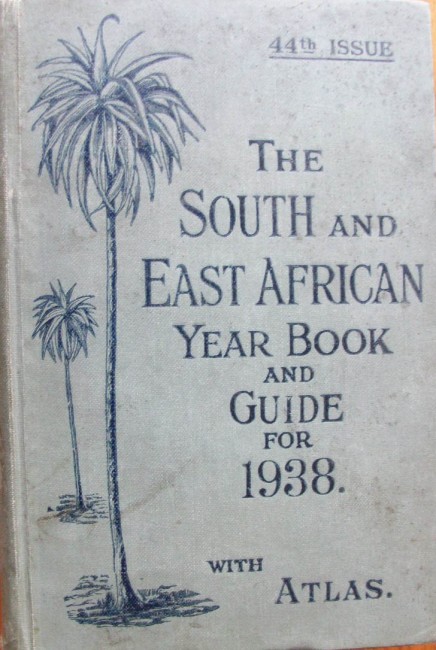 44th ISSUE
THE
SOUTH AND
EAST AFRICAN
YEAR BOOK
AND
GUIDE
FOR
1938.
WITH
ATLAS.